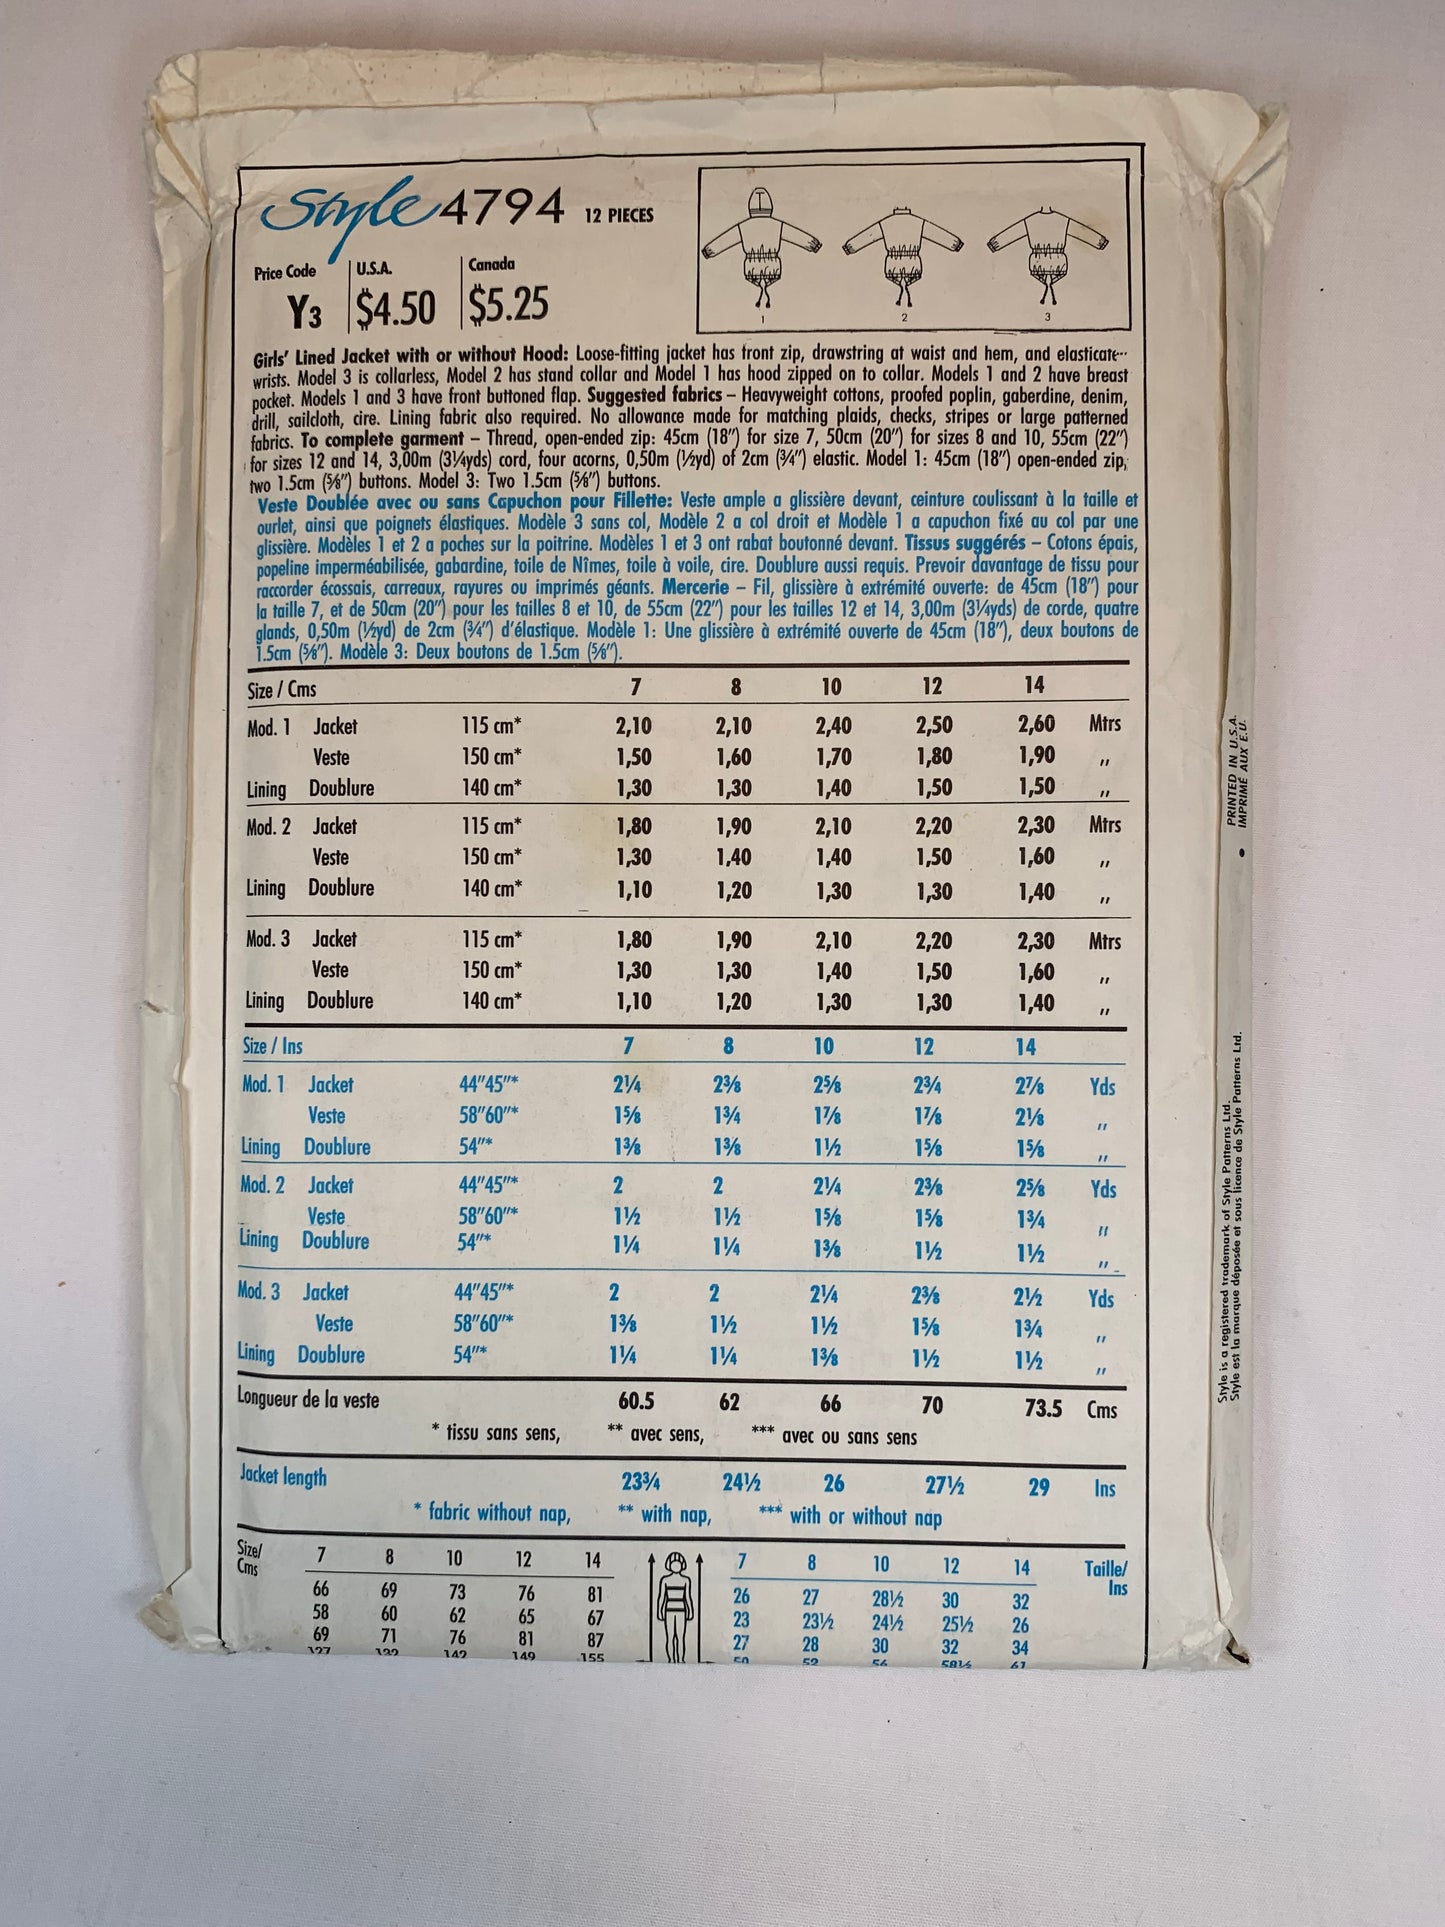 Style 4794 12 PIECES
Price Code U.S.A. Canada
Y3 $4.50 $5.25
1 2 3
Girls' Lined Jacket with or without Hood: Loose-fitting jacket has front zip, drawstring at waist and hem, and elasticate
wrists. Model 3 is collarless, Model 2 has stand collar and Model 1 has hood zipped on to collar. Models 1 and 2 have breast
pocket. Models 1 and 3 have front buttoned flap. Suggested fabrics – Heavyweight cottons, proofed poplin, gaberdine, denim,
drill, sailcloth, cire. Lining fabric also required. No allowance made for matching plaids, checks, stripes or large patterned
fabrics. To complete garment – Thread, open-ended zip: 45cm (18") for size 7, 50cm (20") for sizes 8 and 10, 55cm (22")
for sizes 12 and 14, 3,00m (3¼yds) cord, four acorns, 0,50m (½yd) of 2cm (¾") elastic. Model 1: 45cm (18") open-ended zip,
two 1.5cm (⅝") buttons. Model 3: Two 1.5cm (⅝") buttons.
Veste Doublée avec ou sans Capuchon pour Fillette: Veste ample a glissière devant, ceinture coulissant à la taille et
ourlet, ainsi que poignets élastiques. Modèle 3 sans col, Modèle 2 a col droit et Modèle 1 a capuchon fixé au col par une
glissière. Modèles 1 et 2 a poches sur la poitrine. Modèles 1 et 3 ont rabat boutonné devant. Tissus suggérés – Cotons épais,
popeline imperméabilisée, gabardine, toile de Nîmes, toile à voile, cire. Doublure aussi requis. Prevoir davantage de tissu pour
raccorder écossais, carreaux, rayures ou imprimés géants. Mercerie – Fil, glissière à extrémité ouverte: de 45cm (18") pour
la taille 7, et de 50cm (20") pour les tailles 8 et 10, de 55cm (22") pour les tailles 12 et 14, 3,00m (3¼yds) de corde, quatre
glands, 0,50m (½yd) de 2cm (¾") d'élastique. Modèle 1: Une glissière à extrémité ouverte de 45cm (18"), deux boutons de
1.5cm (⅝"). Modèle 3: Deux boutons de 1.5cm (⅝").
Size / Cms 7 8 10 12 14
Mod. 1 Jacket 115 cm* 2,10 2,10 2,40 2,50 2,60 Mtrs
Veste 150 cm* 1,50 1,60 1,70 1,80 1,90 ,,
Lining Doublure 140 cm* 1,30 1,30 1,40 1,50 1,50 ,,
Mod. 2 Jacket 115 cm* 1,80 1,90 2,10 2,20 2,30 Mtrs
Veste 150 cm* 1,30 1,40 1,40 1,50 1,60 ,,
Lining Doublure 140 cm* 1,10 1,20 1,30 1,30 1,40 ,,
Mod. 3 Jacket 115 cm* 1,80 1,90 2,10 2,20 2,30 Mtrs
Veste 150 cm* 1,30 1,30 1,40 1,50 1,60 ,,
Lining Doublure 140 cm* 1,10 1,20 1,30 1,30 1,40 ,,
Size / Ins 7 8 10 12 14
Mod. 1 Jacket 44"45"* 2¼ 2⅜ 2⅝ 2¾ 2⅞ Yds
Veste 58"60"* 1⅝ 1¾ 1⅞ 1⅞ 2⅛ ,,
Lining Doublure 54"* 1⅜ 1⅜ 1½ 1⅝ 1⅝ ,,
Mod. 2 Jacket 44"45"* 2 2 2¼ 2⅜ 2⅝ Yds
Veste 58"60"* 1½ 1½ 1⅝ 1⅝ 1¾ ,,
Lining Doublure 54"* 1¼ 1¼ 1⅜ 1½ 1½ ,,
Mod. 3 Jacket 44"45"* 2 2 2¼ 2⅜ 2½ Yds
Veste 58"60"* 1⅜ 1½ 1½ 1⅝ 1¾ ,,
Lining Doublure 54"* 1¼ 1¼ 1⅜ 1½ 1½ ,,
Longueur de la veste 60.5 62 66 70 73.5 Cms
* tissu sans sens, ** avec sens, *** avec ou sans sens
Jacket length 23¾ 24½ 26 27½ 29 Ins
* fabric without nap, ** with nap, *** with or without nap
Size/ Cms 7 8 10 12 14 7 8 10 12 14 Taille/ Ins
66 69 73 76 81 26 27 28½ 30 32
58 60 62 65 67 23 23½ 24½ 25½ 26
69 71 76 81 87 27 28 30 32 34
127 132 142 149 155 50 52 56 58½ 61
Style is a registered trademark of Style Patterns Ltd. • PRINTED IN U.S.A.
Style est la marque déposée et sous licence de Style Patterns Ltd. IMPRIMÉ AUX E.U.